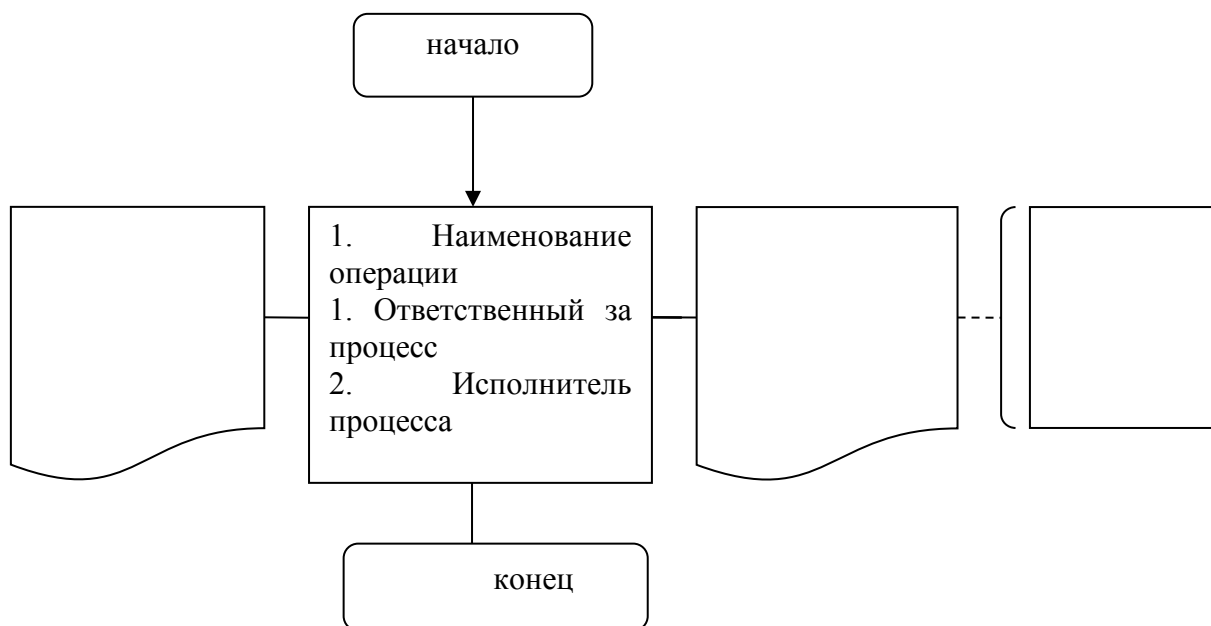 начало
1. Наименование
операции
1. Ответственный за
процесс
2. Исполнитель
процесса
конец